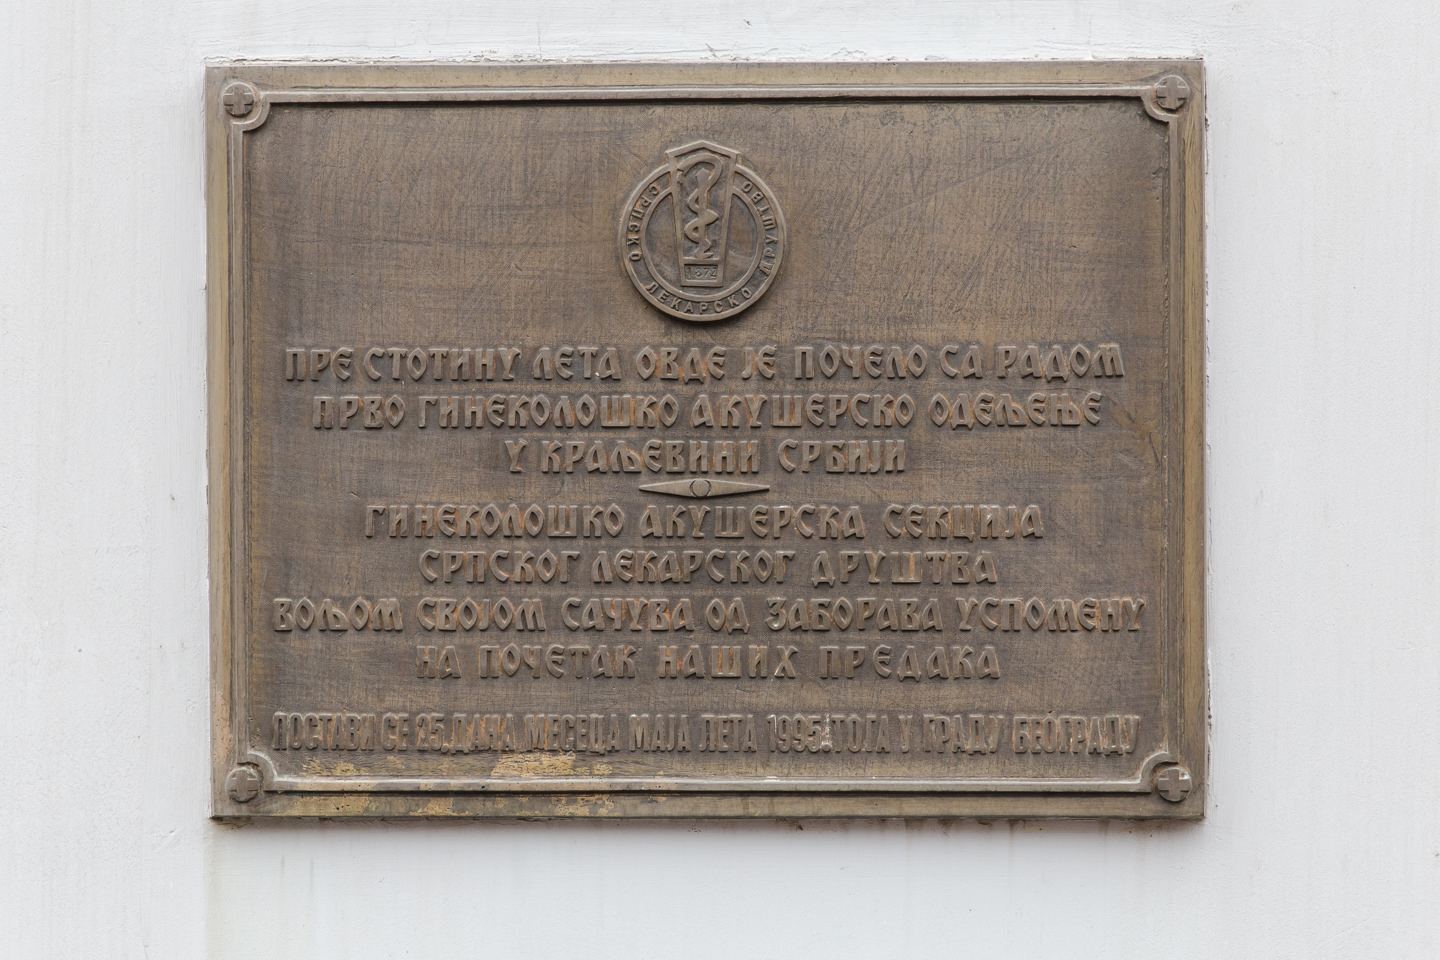 СРПСКО ЛЕКАРСКО ДРУШТВО
1872
ПРЕ СТОТИНУ ЛЕТА ОВДЕ ЈЕ ПОЧЕЛО СА РАДОМ
ПРВО ГИНЕКОЛОШКО АКУШЕРСКО ОДЕЉЕЊЕ
У КРАЉЕВИНИ СРБИЈИ
ГИНЕКОЛОШКО АКУШЕРСКА СЕКЦИЈА
СРПСКОГ ЛЕКАРСКОГ ДРУШТВА
ВОЉОМ СВОЈОМ САЧУВА ОД ЗАБОРАВА УСПОМЕНУ
НА ПОЧЕТАК НАШИХ ПРЕДАКА
ПОСТАВИ СЕ 25. ДАНА МЕСЕЦА МАЈА ЛЕТА 1995. ТОГА У ГРАДУ БЕОГРАДУ